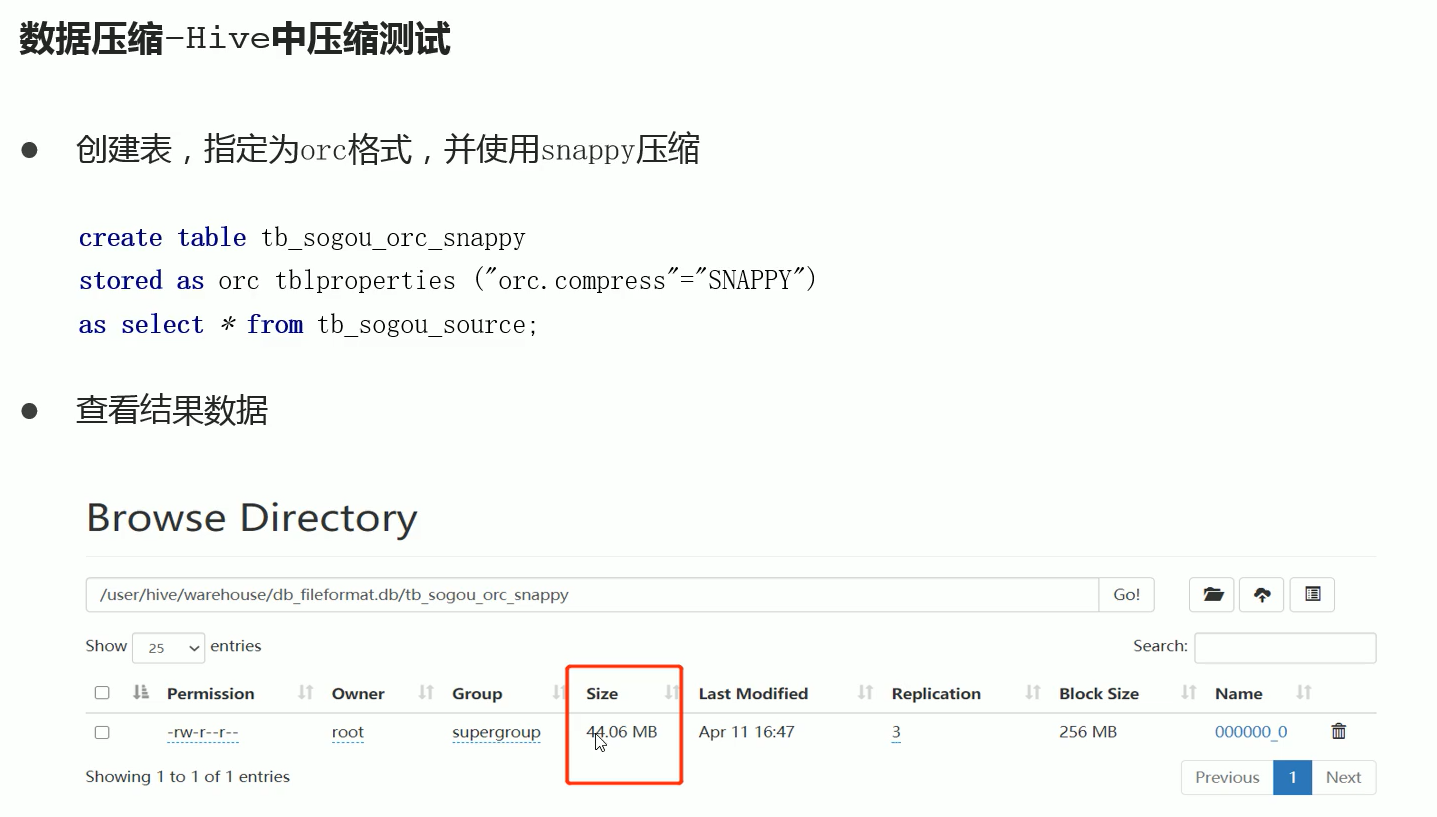 数据压缩-Hive中压缩测试
● 创建表，指定为orc格式，并使用snappy压缩
create table tb_sogou_orc_snappy
stored as orc tblproperties ("orc.compress"="SNAPPY")
as select * from tb_sogou_source;
● 查看结果数据
Browse Directory
/user/hive/warehouse/db_fileformat.db/tb_sogou_orc_snappy Go!
Show 25 entries Search:
Permission Owner Group Size Last Modified Replication Block Size Name
-rw-r--r-- root supergroup 44.06 MB Apr 11 16:47 3 256 MB 000000_0
Showing 1 to 1 of 1 entries Previous 1 Next